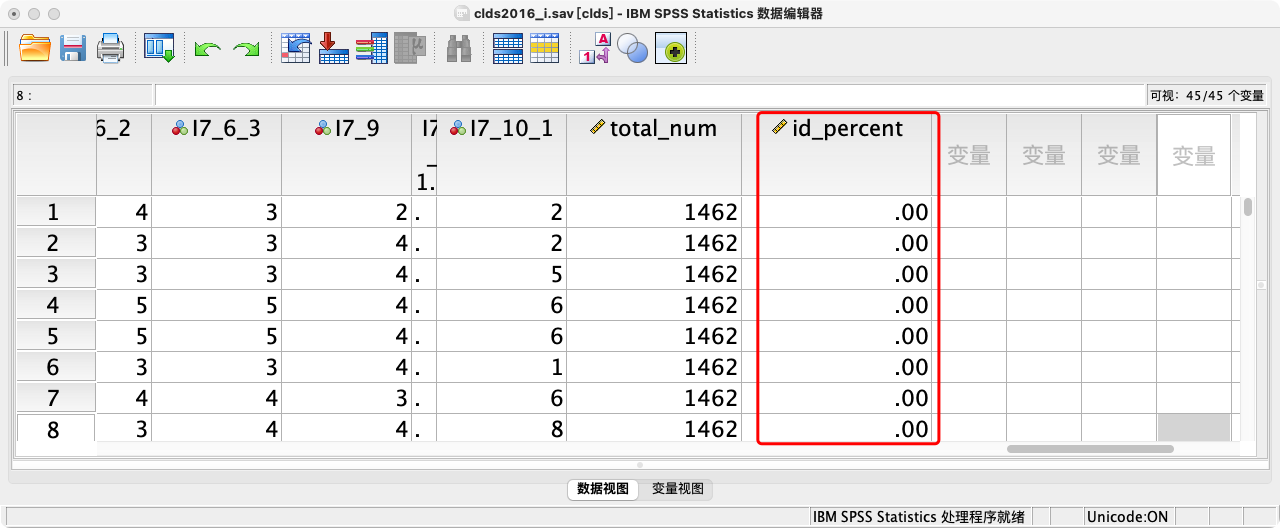 clds2016_i.sav [clds] - IBM SPSS Statistics 数据编辑器
A
1
μ
8 :
可视： 45/45 个变量
6_2 I7_6_3 I7_9 I7_1. I7_10_1 total_num id_percent 变量 变量 变量 变量
1 4 3 2 . 2 1462 .00
2 3 3 4 . 2 1462 .00
3 3 3 4 . 5 1462 .00
4 5 5 4 . 6 1462 .00
5 5 5 4 . 6 1462 .00
6 3 3 4 . 1 1462 .00
7 4 4 3 . 6 1462 .00
8 3 4 4 . 8 1462 .00
数据视图 变量视图
IBM SPSS Statistics 处理程序就绪 Unicode:ON